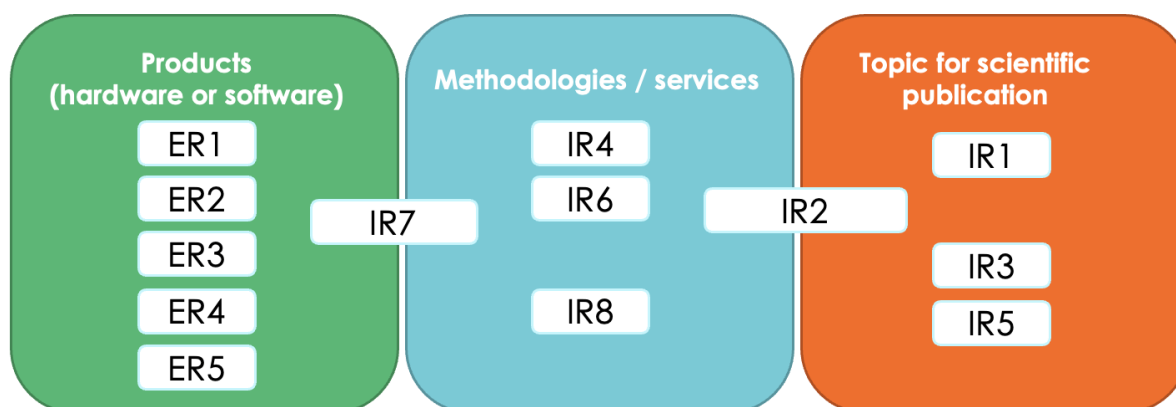 Products
(hardware or software)
ER1
ER2
ER3
ER4
ER5
IR7
Methodologies / services
IR4
IR6
IR8
IR2
Topic for scientific
publication
IR1
IR3
IR5